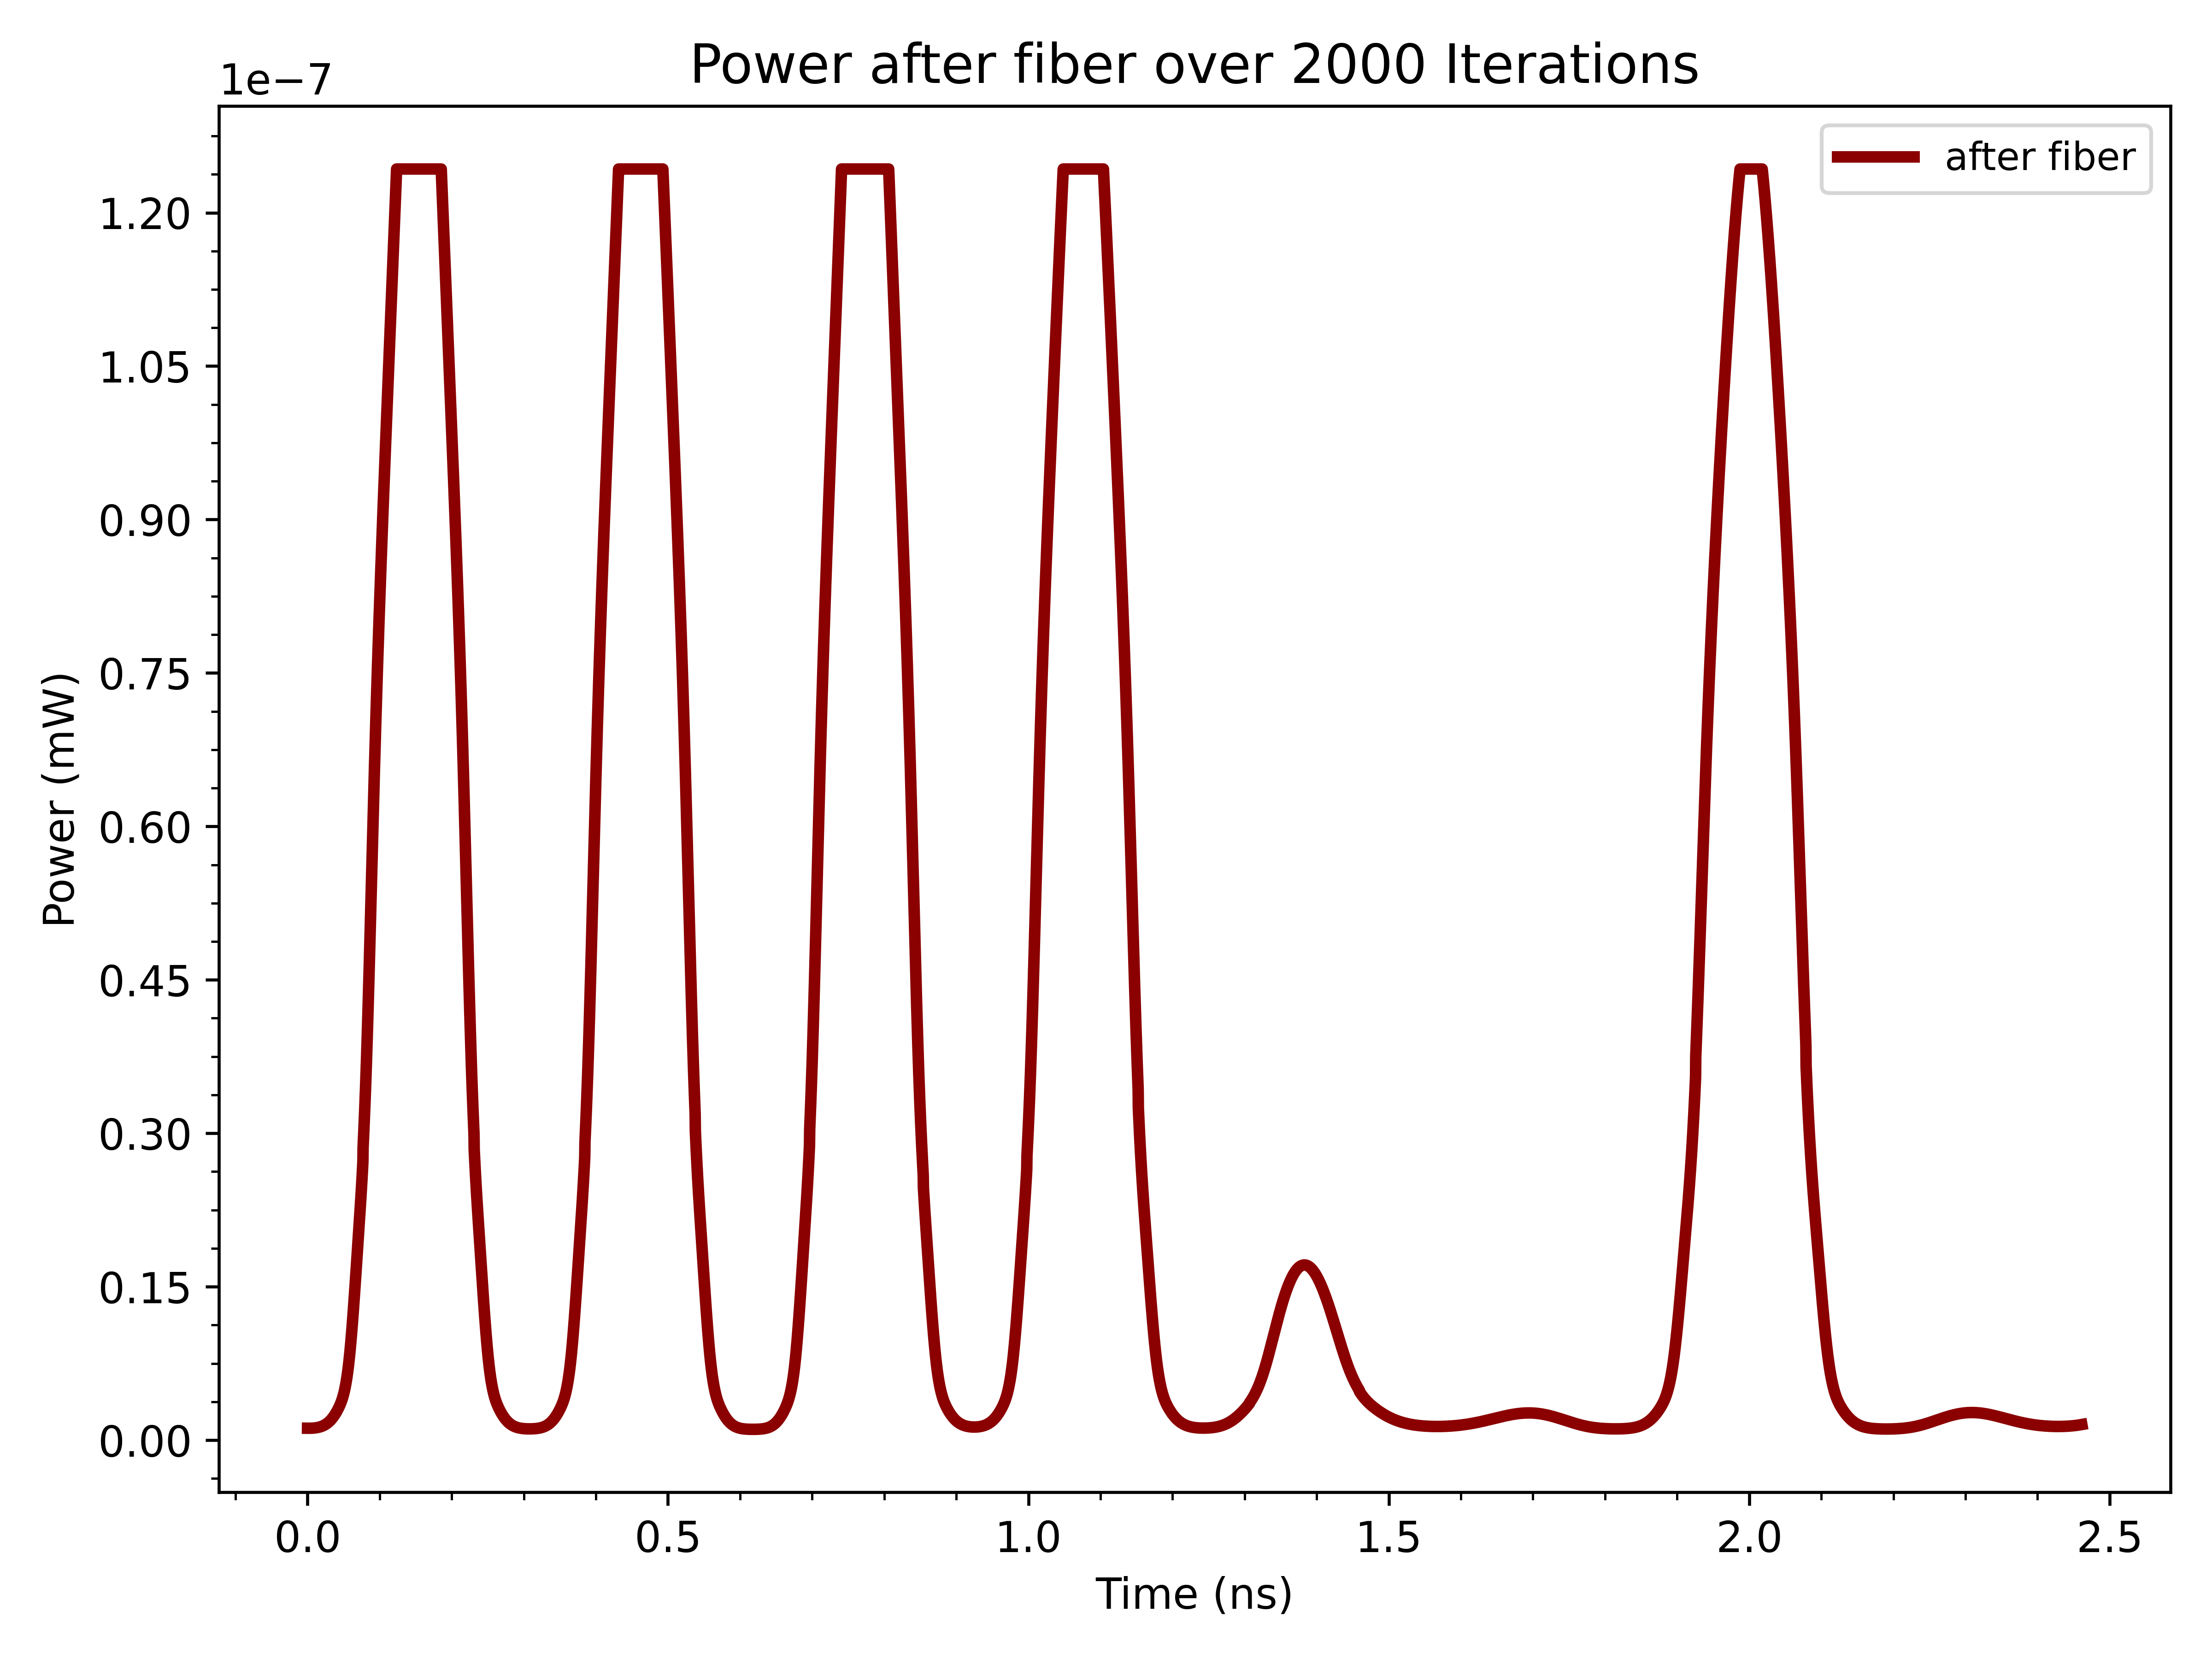 Power after fiber over 2000 Iterations
1e−7
after fiber
1.20
1.05
0.90
0.75
0.60
0.45
0.30
0.15
0.00
Power (mW)
0.0 0.5 1.0 1.5 2.0 2.5
Time (ns)